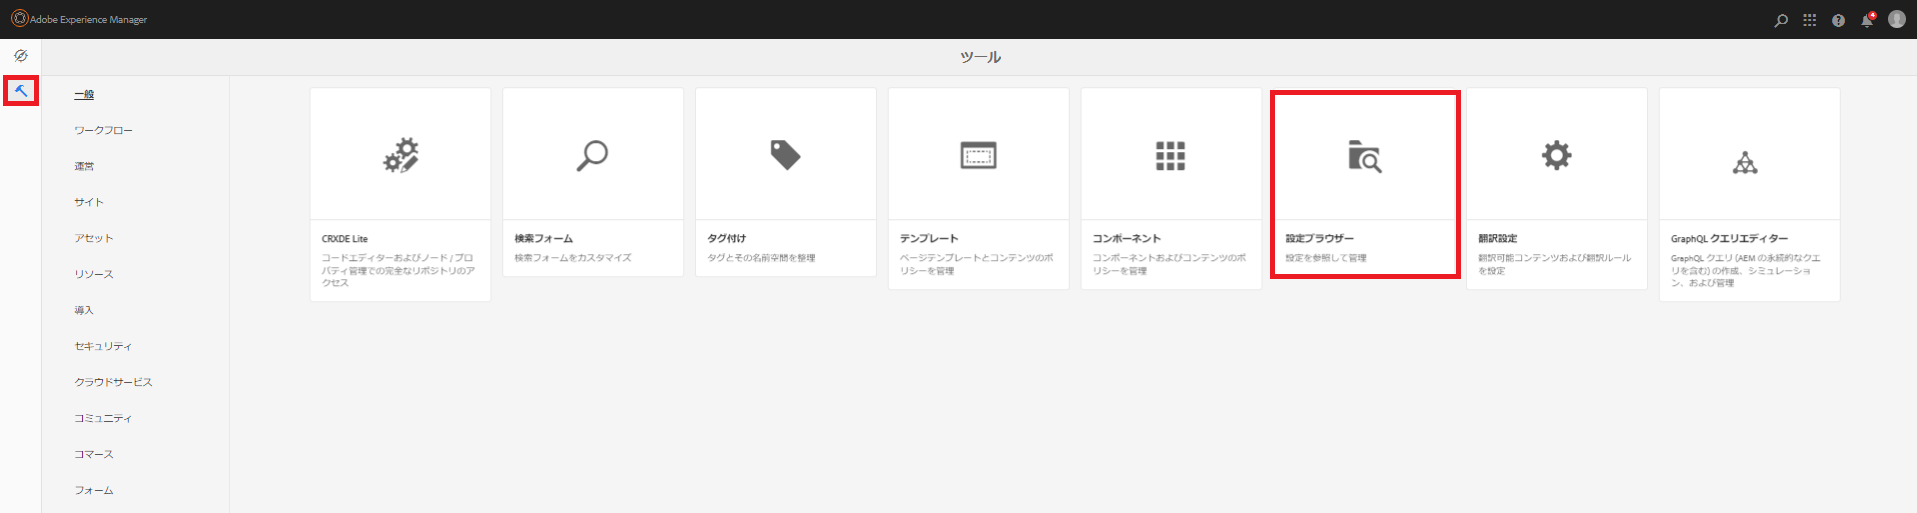 Adobe Experience Manager
4
ツール
一般
ワークフロー
運営
サイト
アセット
リソース
導入
セキュリティ
クラウドサービス
コミュニティ
コマース
フォーム
CRXDE Lite
コードエディターおよびノード / プロ
パティ管理での完全なリポジトリのア
クセス
検索フォーム
検索フォームをカスタマイズ
タグ付け
タグとその名前空間を整理
テンプレート
ページテンプレートとコンテンツのポ
リシーを管理
コンポーネント
コンポーネントおよびコンテンツのポ
リシーを管理
設定ブラウザー
設定を参照して管理
翻訳設定
翻訳可能コンテンツおよび翻訳ルール
を設定
GraphQL クエリエディター
GraphQL クエリ (AEM の永続的なクエ
リを含む) の作成、シミュレーショ
ン、および管理